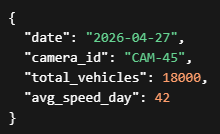 {
  "date": "2026-04-27",
  "camera_id": "CAM-45",
  "total_vehicles": 18000,
  "avg_speed_day": 42
}